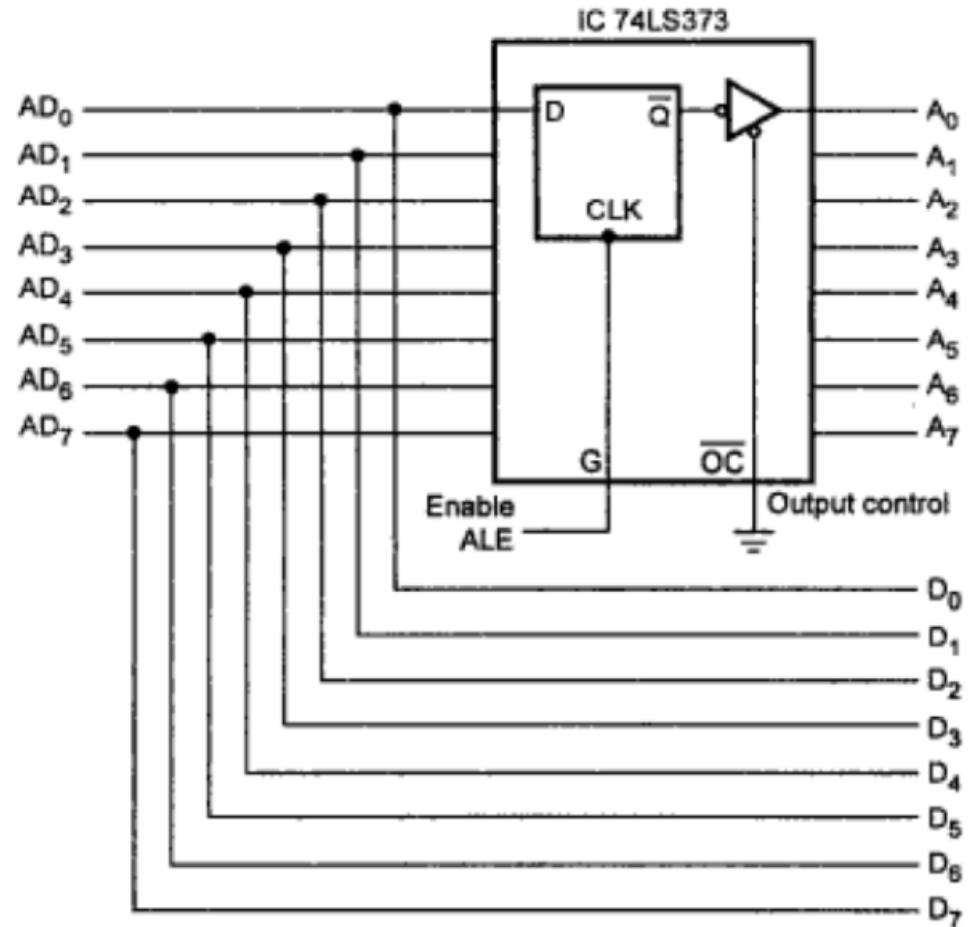 IC 74LS373
AD₀ D Q̅ A₀
AD₁ A₁
AD₂ CLK A₂
AD₃ A₃
AD₄ A₄
AD₅ A₅
AD₆ A₆
AD₇ A₇
G O̅C̅
Enable Output control
ALE
D₀
D₁
D₂
D₃
D₄
D₅
D₆
D₇